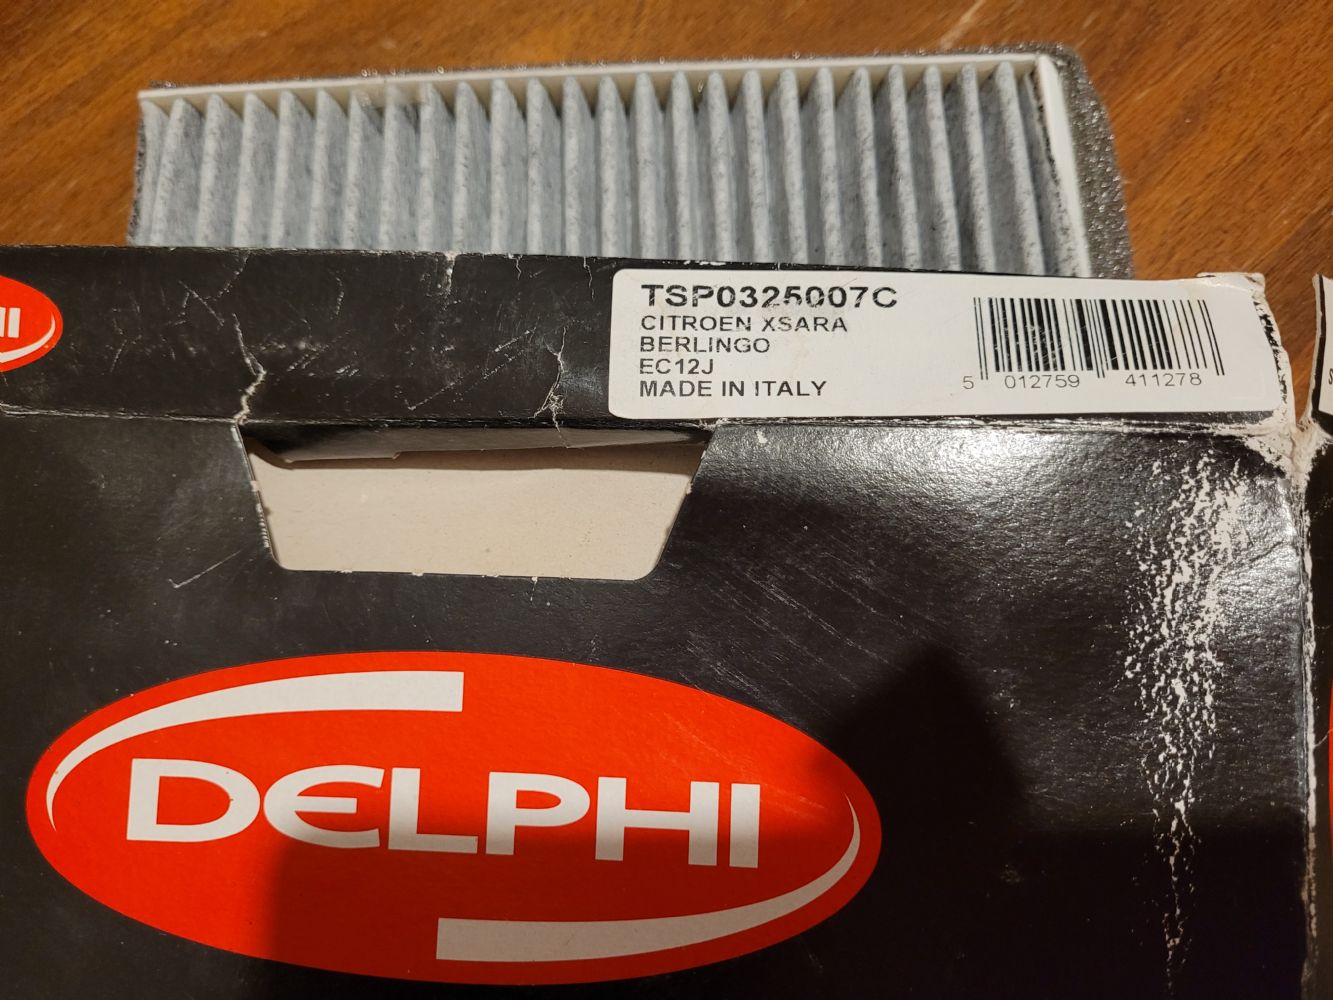 TSP0325007C
CITROEN XSARA
BERLINGO
EC12J
MADE IN ITALY
5 012759 411278
DELPHI